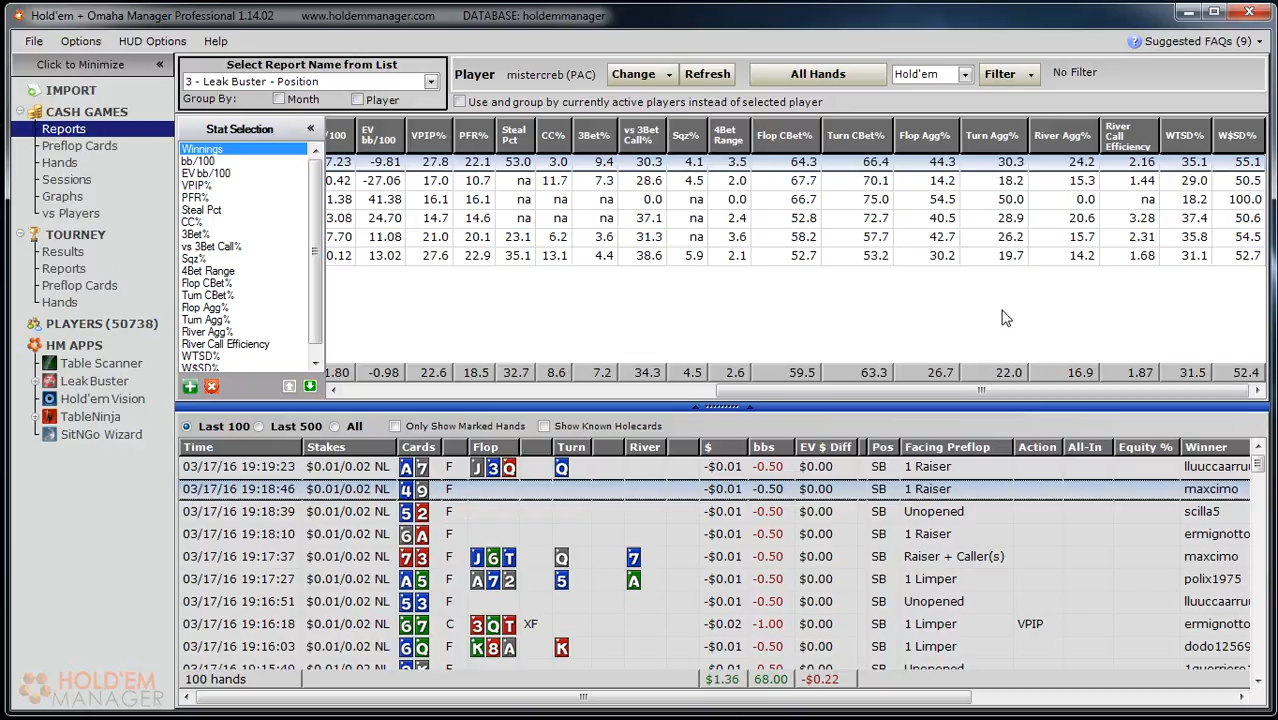 Hold'em + Omaha Manager Professional 1.14.02 www.holdemmanager.com DATABASE: holdemmanager
File Options HUD Options Help Suggested FAQs (9)
Click to Minimize «
IMPORT
CASH GAMES
Reports
Preflop Cards
Hands
Sessions
Graphs
vs Players
TOURNEY
Results
Reports
Preflop Cards
Hands
PLAYERS (50738)
HM APPS
Table Scanner
LeakBuster
Hold'em Vision
TableNinja
SitNGo Wizard
HOLD'EM
MANAGER
Select Report Name from List
3 - Leak Buster - Position
Group By: Month Player
Player mistercreb (PAC) Change Refresh All Hands Hold'em Filter No Filter
Use and group by currently active players instead of selected player
Stat Selection «
Winnings
bb/100
EV bb/100
VPIP%
PFR%
Steal Pct
CC%
3Bet%
vs 3Bet Call%
Sqz%
4Bet Range
Flop CBet%
Turn CBet%
Flop Agg%
Turn Agg%
River Agg%
River Call Efficiency
WTSD%
W$SD%
/100 EV bb/100 VPIP% PFR% Steal Pct CC% 3Bet% vs 3Bet Call% Sqz% 4Bet Range Flop CBet% Turn CBet% Flop Agg% Turn Agg% River Agg% River Call Efficiency WTSD% W$SD%
7.23 -9.81 27.8 22.1 53.0 3.0 9.4 30.3 4.1 3.5 64.3 66.4 44.3 30.3 24.2 2.16 35.1 55.1
0.42 -27.06 17.0 10.7 na 11.7 7.3 28.6 4.5 2.0 67.7 70.1 14.2 18.2 15.3 1.44 29.0 50.5
1.38 41.38 16.1 16.1 na na na 0.0 na 0.0 66.7 75.0 54.5 50.0 0.0 na 18.2 100.0
3.08 24.70 14.7 14.6 na na na 37.1 na 2.4 52.8 72.7 40.5 28.9 20.6 3.28 37.4 50.6
7.70 11.08 21.0 20.1 23.1 6.2 3.6 31.3 na 3.6 58.2 57.7 42.7 26.2 15.7 2.31 35.8 54.5
0.12 13.02 27.6 22.9 35.1 13.1 4.4 38.6 5.9 2.1 52.7 53.2 30.2 19.7 14.2 1.68 31.1 52.7
1.80 -0.98 22.6 18.5 32.7 8.6 7.2 34.3 4.5 2.6 59.5 63.3 26.7 22.0 16.9 1.87 31.5 52.4
Last 100 Last 500 All Only Show Marked Hands Show Known Holecards
Time Stakes Cards Flop Turn River $ bbs EV $ Diff Pos Facing Preflop Action All-In Equity % Winner
03/17/16 19:19:23 $0.01/0.02 NL A7 F J3Q Q -$0.01 -0.50 $0.00 SB 1 Raiser lluuccaarru
03/17/16 19:18:46 $0.01/0.02 NL 49 F -$0.01 -0.50 $0.00 SB 1 Raiser maxcimo
03/17/16 19:18:39 $0.01/0.02 NL 52 F -$0.01 -0.50 $0.00 SB Unopened scilla5
03/17/16 19:18:10 $0.01/0.02 NL 6A F -$0.01 -0.50 $0.00 SB 1 Raiser ermignotto
03/17/16 19:17:37 $0.01/0.02 NL 73 F J6T Q 7 -$0.01 -0.50 $0.00 SB Raiser + Caller(s) maxcimo
03/17/16 19:17:27 $0.01/0.02 NL A5 F A72 5 A -$0.01 -0.50 $0.00 SB 1 Limper polix1975
03/17/16 19:16:51 $0.01/0.02 NL 53 F -$0.01 -0.50 $0.00 SB Unopened lluuccaarru
03/17/16 19:16:18 $0.01/0.02 NL 67 C 3QT XF -$0.02 -1.00 $0.00 SB 1 Limper VPIP ermignotto
03/17/16 19:16:03 $0.01/0.02 NL 6Q F K8A K -$0.01 -0.50 $0.00 SB 1 Limper dodo12569
100 hands $1.36 68.00 -$0.22